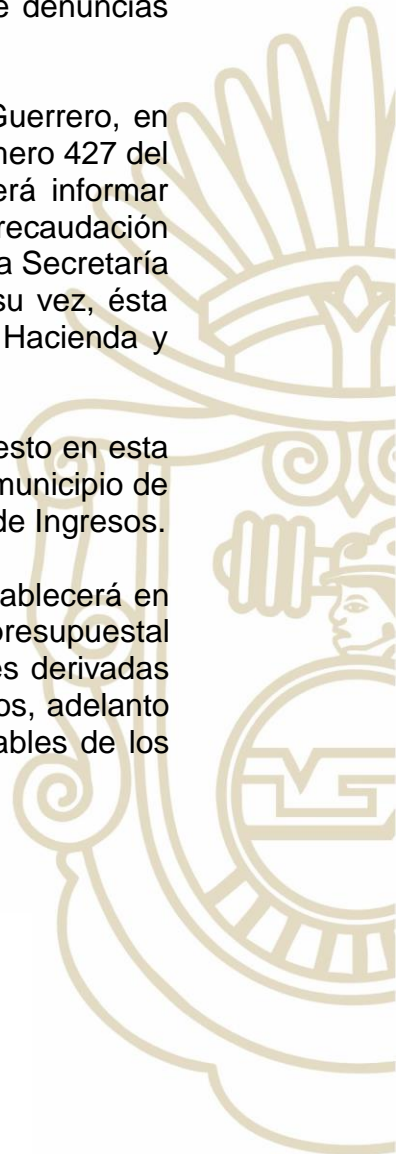 e denuncias
Guerrero, en
nero 427 del
erá informar
recaudación
a Secretaría
su vez, ésta
Hacienda y
esto en esta
municipio de
de Ingresos.
ablecerá en
oresupuestal
es derivadas
os, adelanto
ables de los